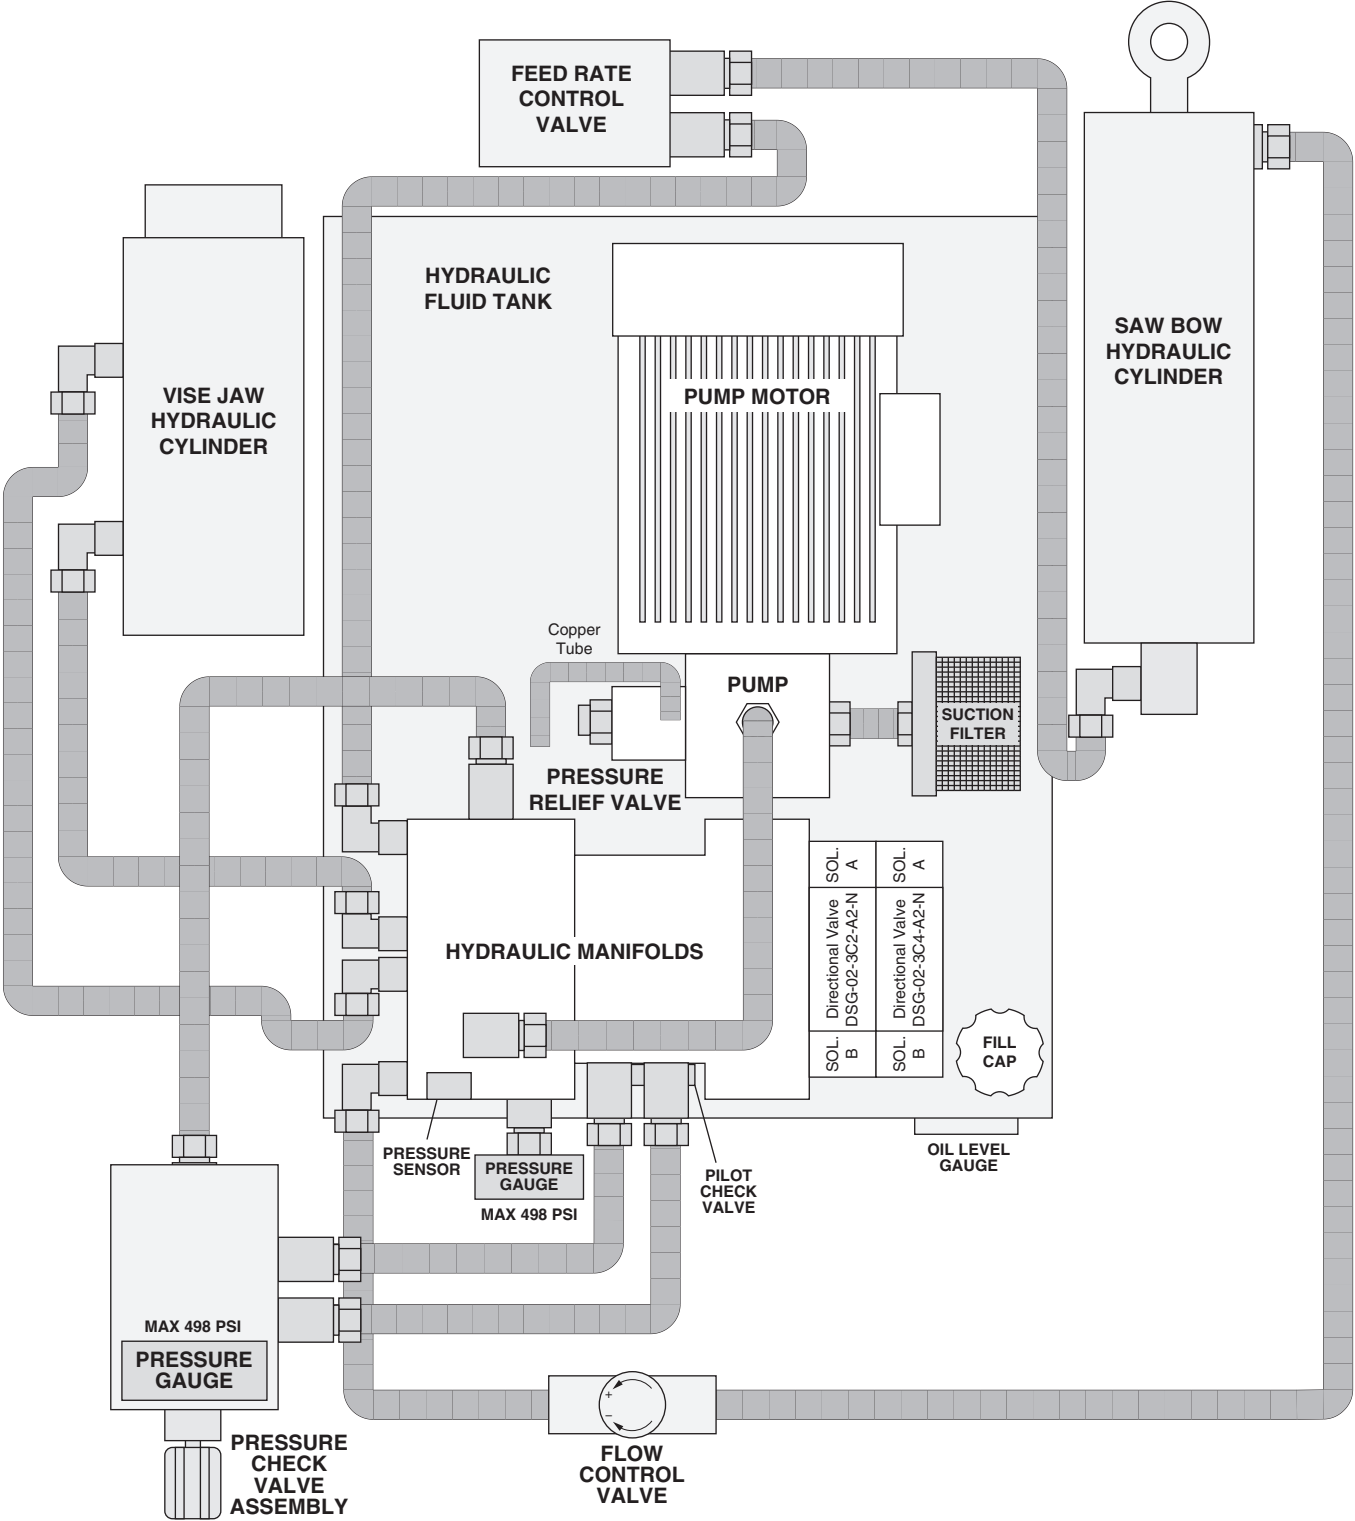 FEED RATE
CONTROL
VALVE
HYDRAULIC
FLUID TANK
SAW BOW
HYDRAULIC
CYLINDER
VISE JAW
HYDRAULIC
CYLINDER
PUMP MOTOR
Copper
Tube
PUMP
SUCTION
FILTER
PRESSURE
RELIEF VALVE
HYDRAULIC MANIFOLDS
SOL.
A
Directional Valve
DSG-02-3C2-A2-N
SOL.
B
SOL.
A
Directional Valve
DSG-02-3C4-A2-N
SOL.
B
FILL
CAP
PRESSURE
SENSOR
PRESSURE
GAUGE
MAX 498 PSI
PILOT
CHECK
VALVE
OIL LEVEL
GAUGE
MAX 498 PSI
PRESSURE
GAUGE
+
–
PRESSURE
CHECK
VALVE
ASSEMBLY
FLOW
CONTROL
VALVE